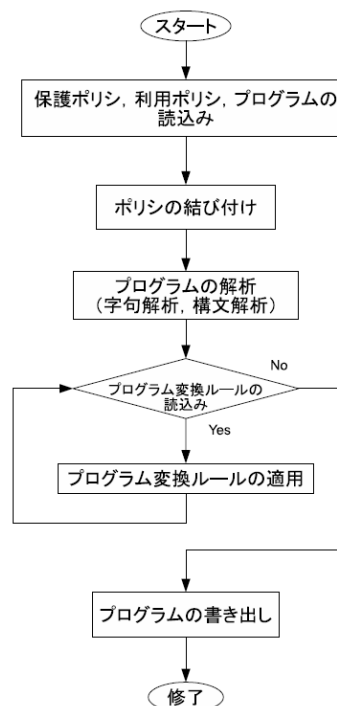 スタート
保護ポリシ, 利用ポリシ, プログラムの
読込み
ポリシの結び付け
プログラムの解析
(字句解析, 構文解析)
No
プログラム変換ルールの
読込み
Yes
プログラム変換ルールの適用
プログラムの書き出し
修了